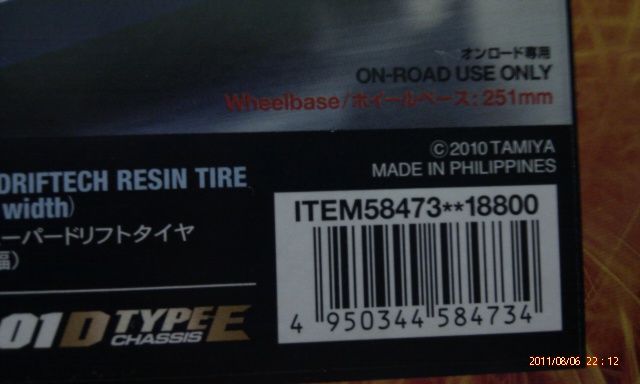 オンロード専用
ON-ROAD USE ONLY
Wheelbase/ホイールベース:251mm
©2010 TAMIYA
MADE IN PHILIPPINES
DRIFTECH RESIN TIRE
width)
ーパードリフトタイヤ
幅)
ITEM58473**18800
01D TYPE E
CHASSIS
4 950344 584734
2011/08/06 22:12